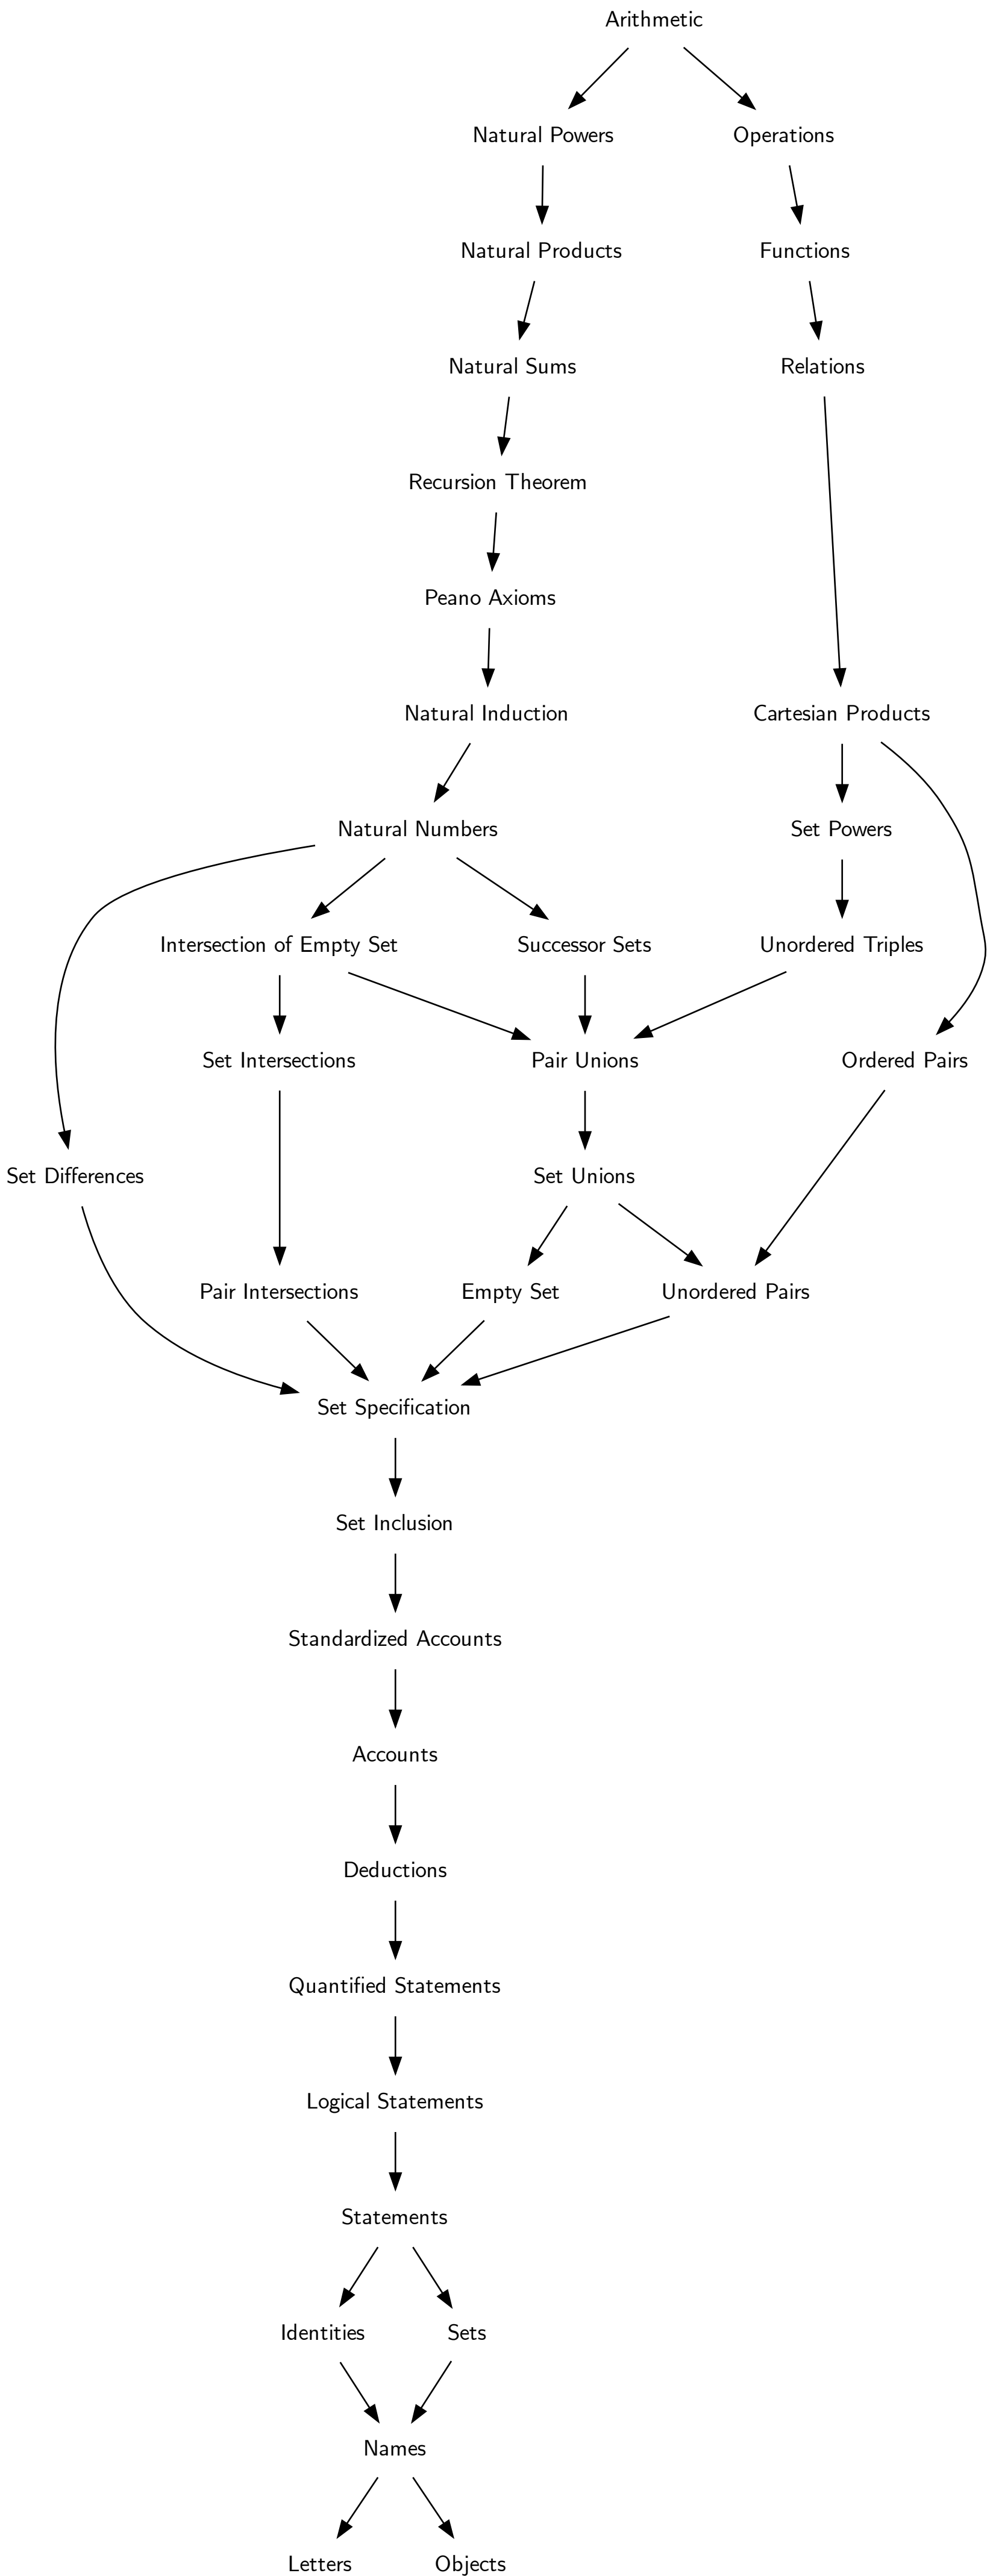 Arithmetic
Natural Powers
Operations
Natural Products
Functions
Natural Sums
Relations
Recursion Theorem
Peano Axioms
Natural Induction
Cartesian Products
Natural Numbers
Set Powers
Intersection of Empty Set
Successor Sets
Unordered Triples
Set Intersections
Pair Unions
Ordered Pairs
Set Differences
Set Unions
Pair Intersections
Empty Set
Unordered Pairs
Set Specification
Set Inclusion
Standardized Accounts
Accounts
Deductions
Quantified Statements
Logical Statements
Statements
Identities
Sets
Names
Letters
Objects